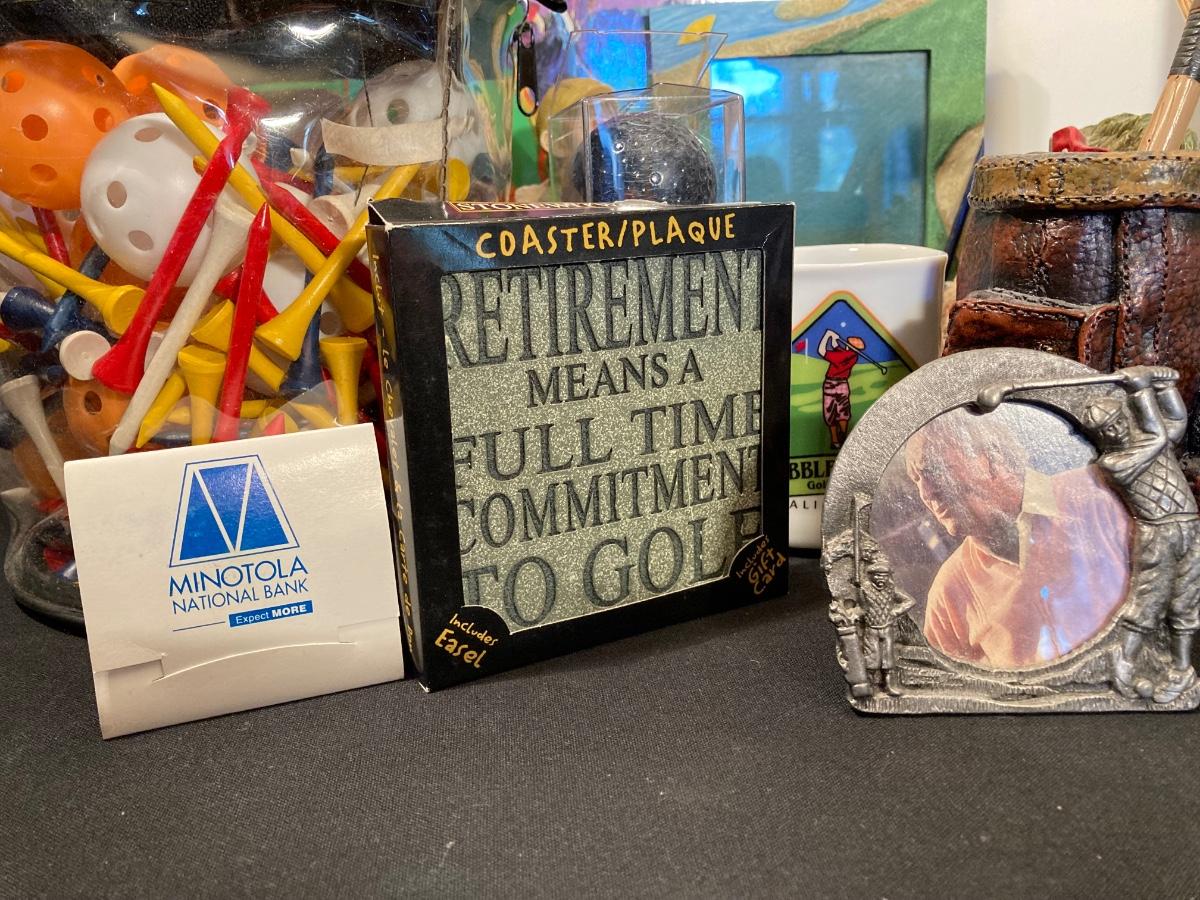 COASTER/PLAQUE
RETIREMENT
MEANS A
FULL TIME
COMMITMENT
TO GOLF
Includes
Easel
Includes
Gift
Card
MINOTOLA
NATIONAL BANK
Expect MORE